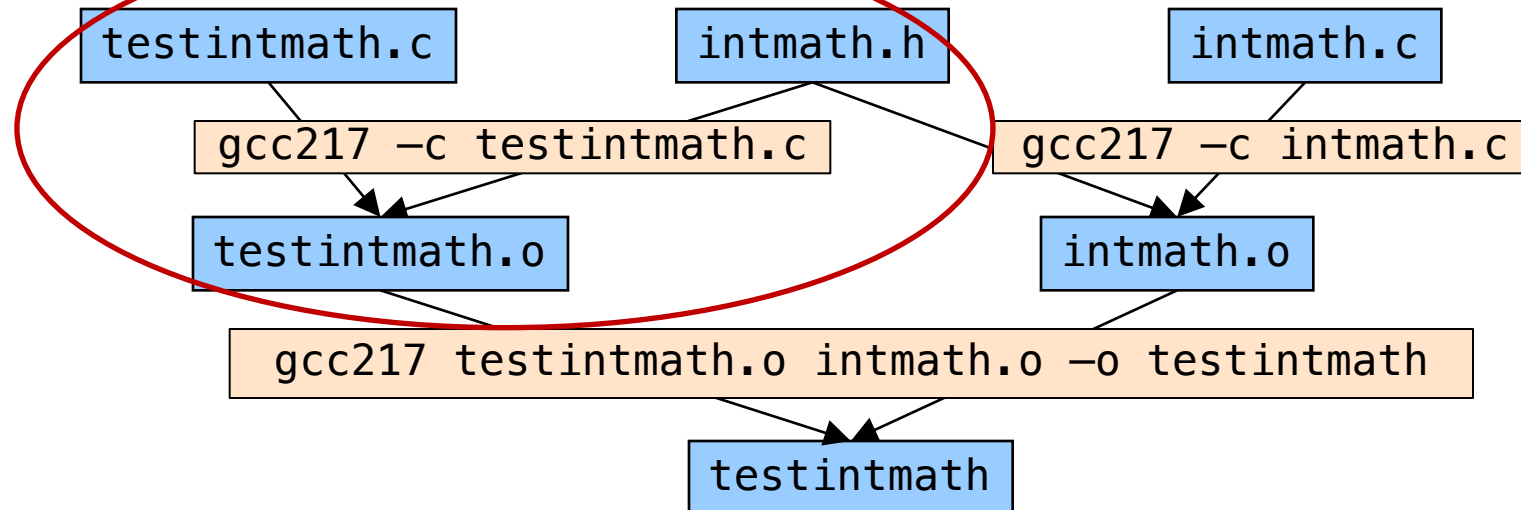 testintmath.c
intmath.h
intmath.c
gcc217 –c testintmath.c
gcc217 –c intmath.c
testintmath.o
intmath.o
gcc217 testintmath.o intmath.o –o testintmath
testintmath